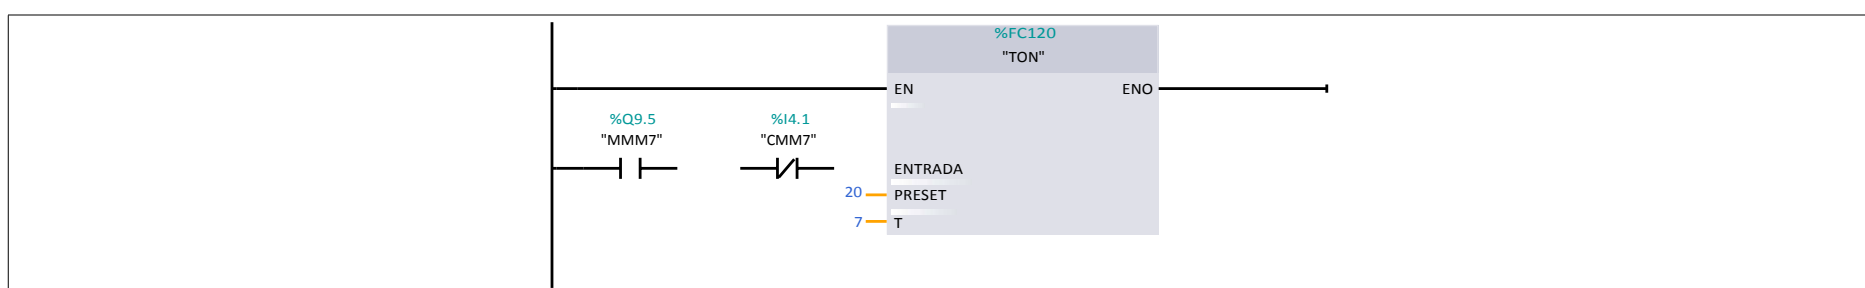 %FC120
"TON"
EN ENO
%Q9.5 %I4.1
"MMM7" "CMM7"
ENTRADA
20 PRESET
7 T